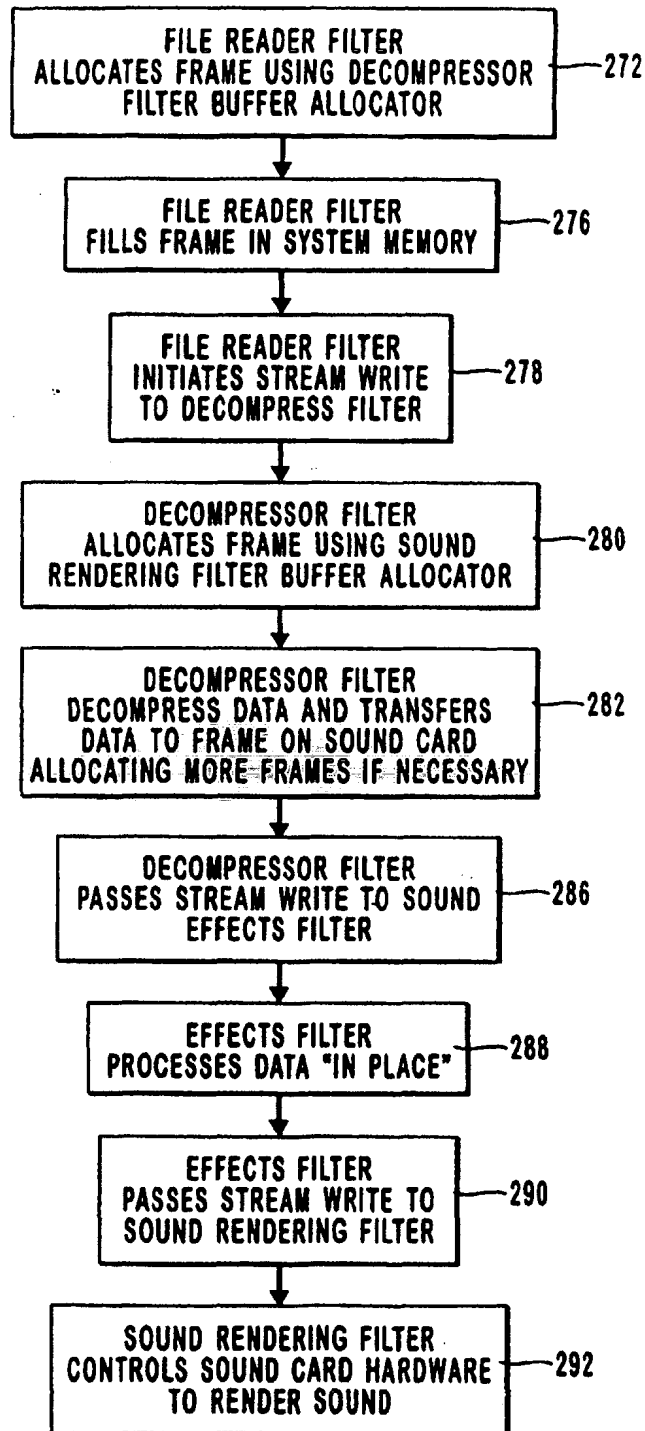 FILE READER FILTER
ALLOCATES FRAME USING DECOMPRESSOR
FILTER BUFFER ALLOCATOR
272
FILE READER FILTER
FILLS FRAME IN SYSTEM MEMORY
276
FILE READER FILTER
INITIATES STREAM WRITE
TO DECOMPRESS FILTER
278
DECOMPRESSOR FILTER
ALLOCATES FRAME USING SOUND
RENDERING FILTER BUFFER ALLOCATOR
280
DECOMPRESSOR FILTER
DECOMPRESS DATA AND TRANSFERS
DATA TO FRAME ON SOUND CARD
ALLOCATING MORE FRAMES IF NECESSARY
282
DECOMPRESSOR FILTER
PASSES STREAM WRITE TO SOUND
EFFECTS FILTER
286
EFFECTS FILTER
PROCESSES DATA "IN PLACE"
288
EFFECTS FILTER
PASSES STREAM WRITE TO
SOUND RENDERING FILTER
290
SOUND RENDERING FILTER
CONTROLS SOUND CARD HARDWARE
TO RENDER SOUND
292